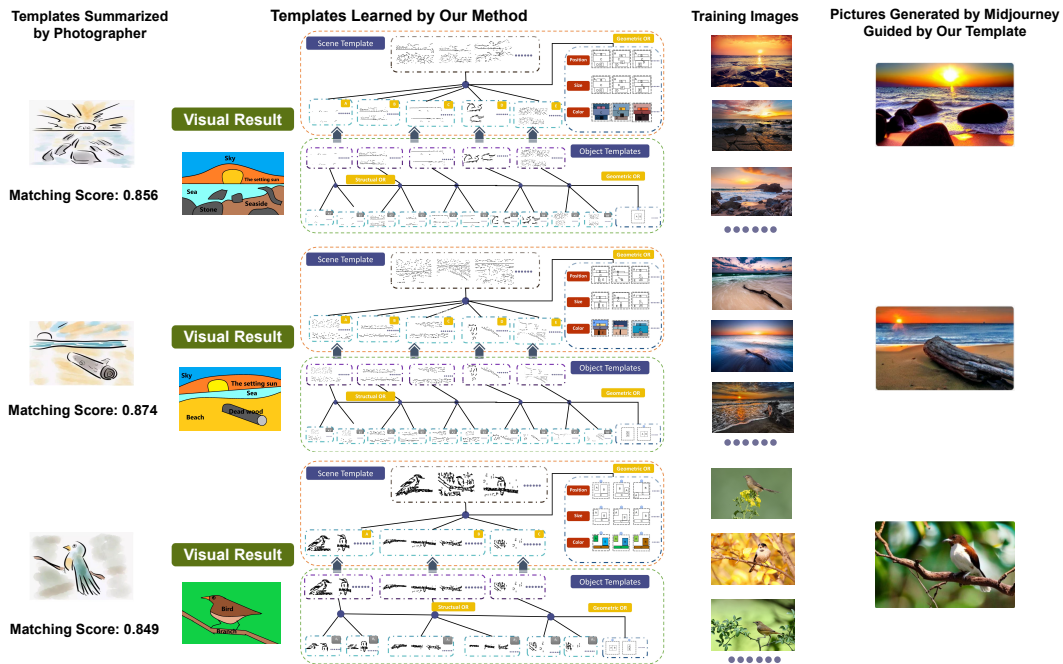 Templates Summarized
by Photographer
Templates Learned by Our Method
Training Images
Pictures Generated by Midjourney
Guided by Our Template
Scene Template
Geometric OR
Position
Size
Color
Visual Result
Object Templates
Structual OR
Geometric OR
Sky
The setting sun
Sea
Stone
Seaside
Matching Score: 0.856
Scene Template
Geometric OR
Position
Size
Color
Visual Result
Object Templates
Structual OR
Geometric OR
Sky
The setting sun
Sea
Beach
Dead wood
Matching Score: 0.874
Scene Template
Geometric OR
Position
Size
Color
Visual Result
Object Templates
Structual OR
Geometric OR
Bird
Branch
Matching Score: 0.849